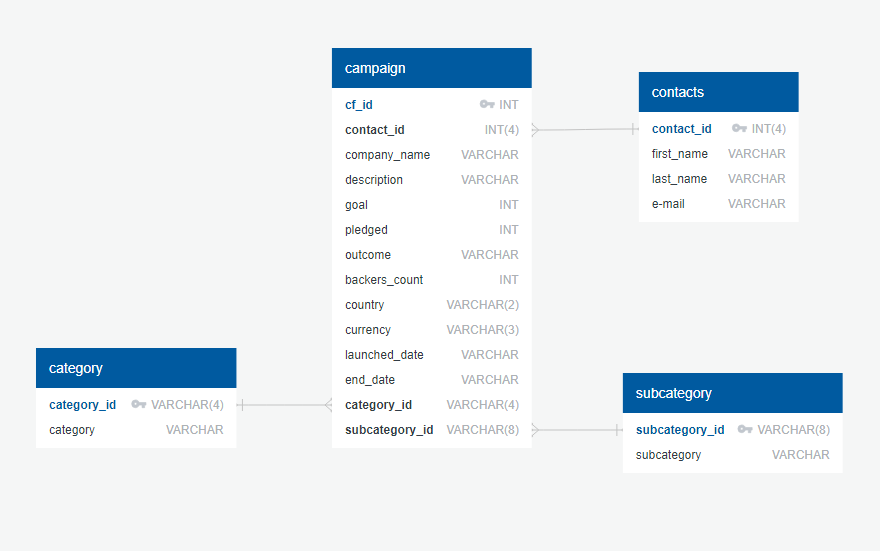 campaign
cf_id INT
contact_id INT(4)
company_name VARCHAR
description VARCHAR
goal INT
pledged INT
outcome VARCHAR
backers_count INT
country VARCHAR(2)
currency VARCHAR(3)
launched_date VARCHAR
end_date VARCHAR
category_id VARCHAR(4)
subcategory_id VARCHAR(8)
contacts
contact_id INT(4)
first_name VARCHAR
last_name VARCHAR
e-mail VARCHAR
category
category_id VARCHAR(4)
category VARCHAR
subcategory
subcategory_id VARCHAR(8)
subcategory VARCHAR